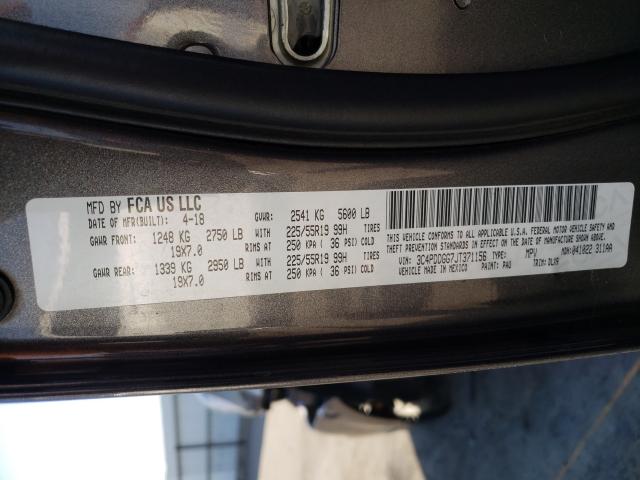 MFD BY FCA US LLC
DATE OF MFR(BUILT): 4-18 GVWR: 2541 KG 5600 LB
GAWR FRONT: 1248 KG 2750 LB WITH 225/55R19 99H TIRES
19X7.0 RIMS AT 250 KPA ( 36 PSI) COLD
GAWR REAR: 1339 KG 2950 LB WITH 225/55R19 99H TIRES
19X7.0 RIMS AT 250 KPA ( 36 PSI) COLD
THIS VEHICLE CONFORMS TO ALL APPLICABLE U.S.A. FEDERAL MOTOR VEHICLE SAFETY AND
THEFT PREVENTION STANDARDS IN EFFECT ON THE DATE OF MANUFACTURE SHOWN ABOVE.
VIN: 3C4PDDGG7JT371156 TYPE: MPV MDH: 041022 311AA
VEHICLE MADE IN MEXICO PAINT: PAU TRIM: DLX9